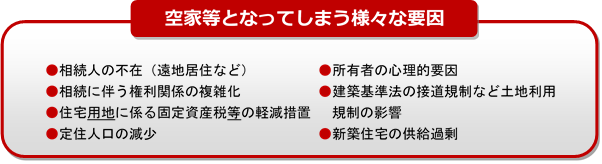 空家等となってしまう様々な要因
●相続人の不在（遠地居住など）
●相続に伴う権利関係の複雑化
●住宅用地に係る固定資産税等の軽減措置
●定住人口の減少
●所有者の心理的要因
●建築基準法の接道規制など土地利用
規制の影響
●新築住宅の供給過剰